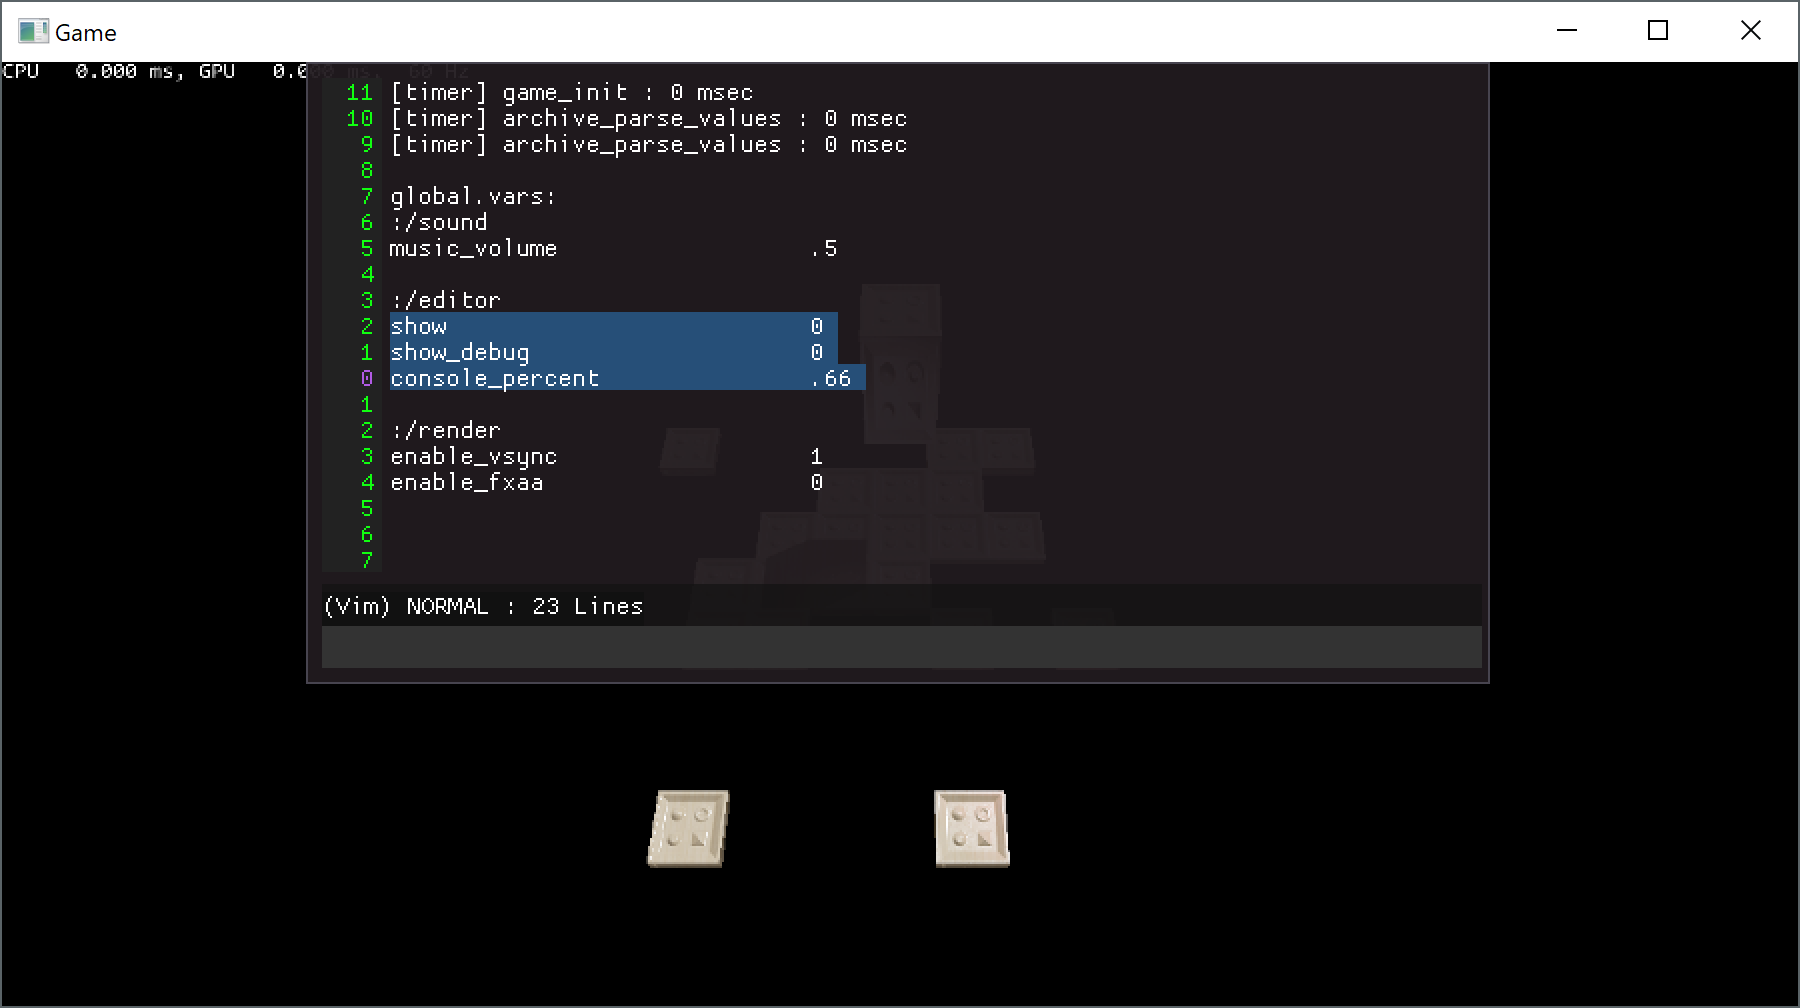 Game
CPU   0.000 ms, GPU   0.000 ms,  60 Hz
11 [timer] game_init : 0 msec
10 [timer] archive_parse_values : 0 msec
9 [timer] archive_parse_values : 0 msec
8
7 global.vars:
6 :/sound
5 music_volume                  .5
4
3 :/editor
2 show                          0
1 show_debug                    0
0 console_percent               .66
1
2 :/render
3 enable_vsync                  1
4 enable_fxaa                   0
5
6
7
(Vim) NORMAL : 23 Lines